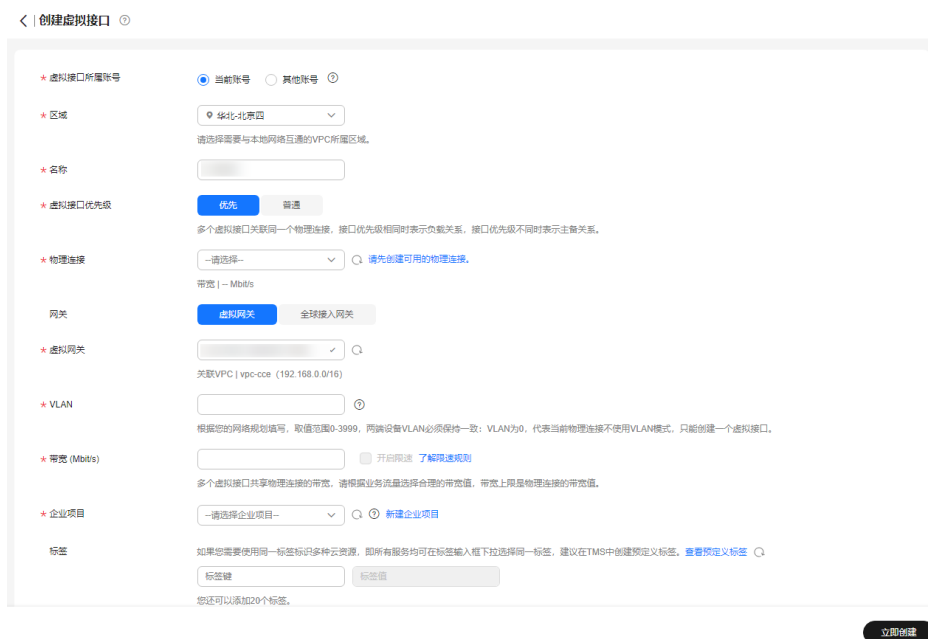 创建虚拟接口
* 虚拟接口所属账号 当前账号 其他账号
* 区域 华北-北京四
请选择需要与本地网络互通的VPC所属区域。
* 名称
* 虚拟接口优先级 优先 普通
多个虚拟接口关联同一个物理连接，接口优先级相同时表示负载关系，接口优先级不同时表示主备关系。
* 物理连接 --请选择-- 请先创建可用的物理连接。
带宽 | -- Mbit/s
网关 虚拟网关 全球接入网关
* 虚拟网关
关联VPC | vpc-cce（192.168.0.0/16）
* VLAN
根据您的网络规划填写，取值范围0-3999，两端设备VLAN必须保持一致；VLAN为0，代表当前物理连接不使用VLAN模式，只能创建一个虚拟接口。
* 带宽 (Mbit/s) 开启限速 了解限速规则
多个虚拟接口共享物理连接的带宽，请根据业务流量选择合理的带宽值，带宽上限是物理连接的带宽值。
* 企业项目 --请选择企业项目-- 新建企业项目
标签 如果您需要使用同一标签标识多种云资源，即所有服务均可在标签输入框下拉选择同一标签，建议在TMS中创建预定义标签。查看预定义标签
标签键 标签值
您还可以添加20个标签。
立即创建